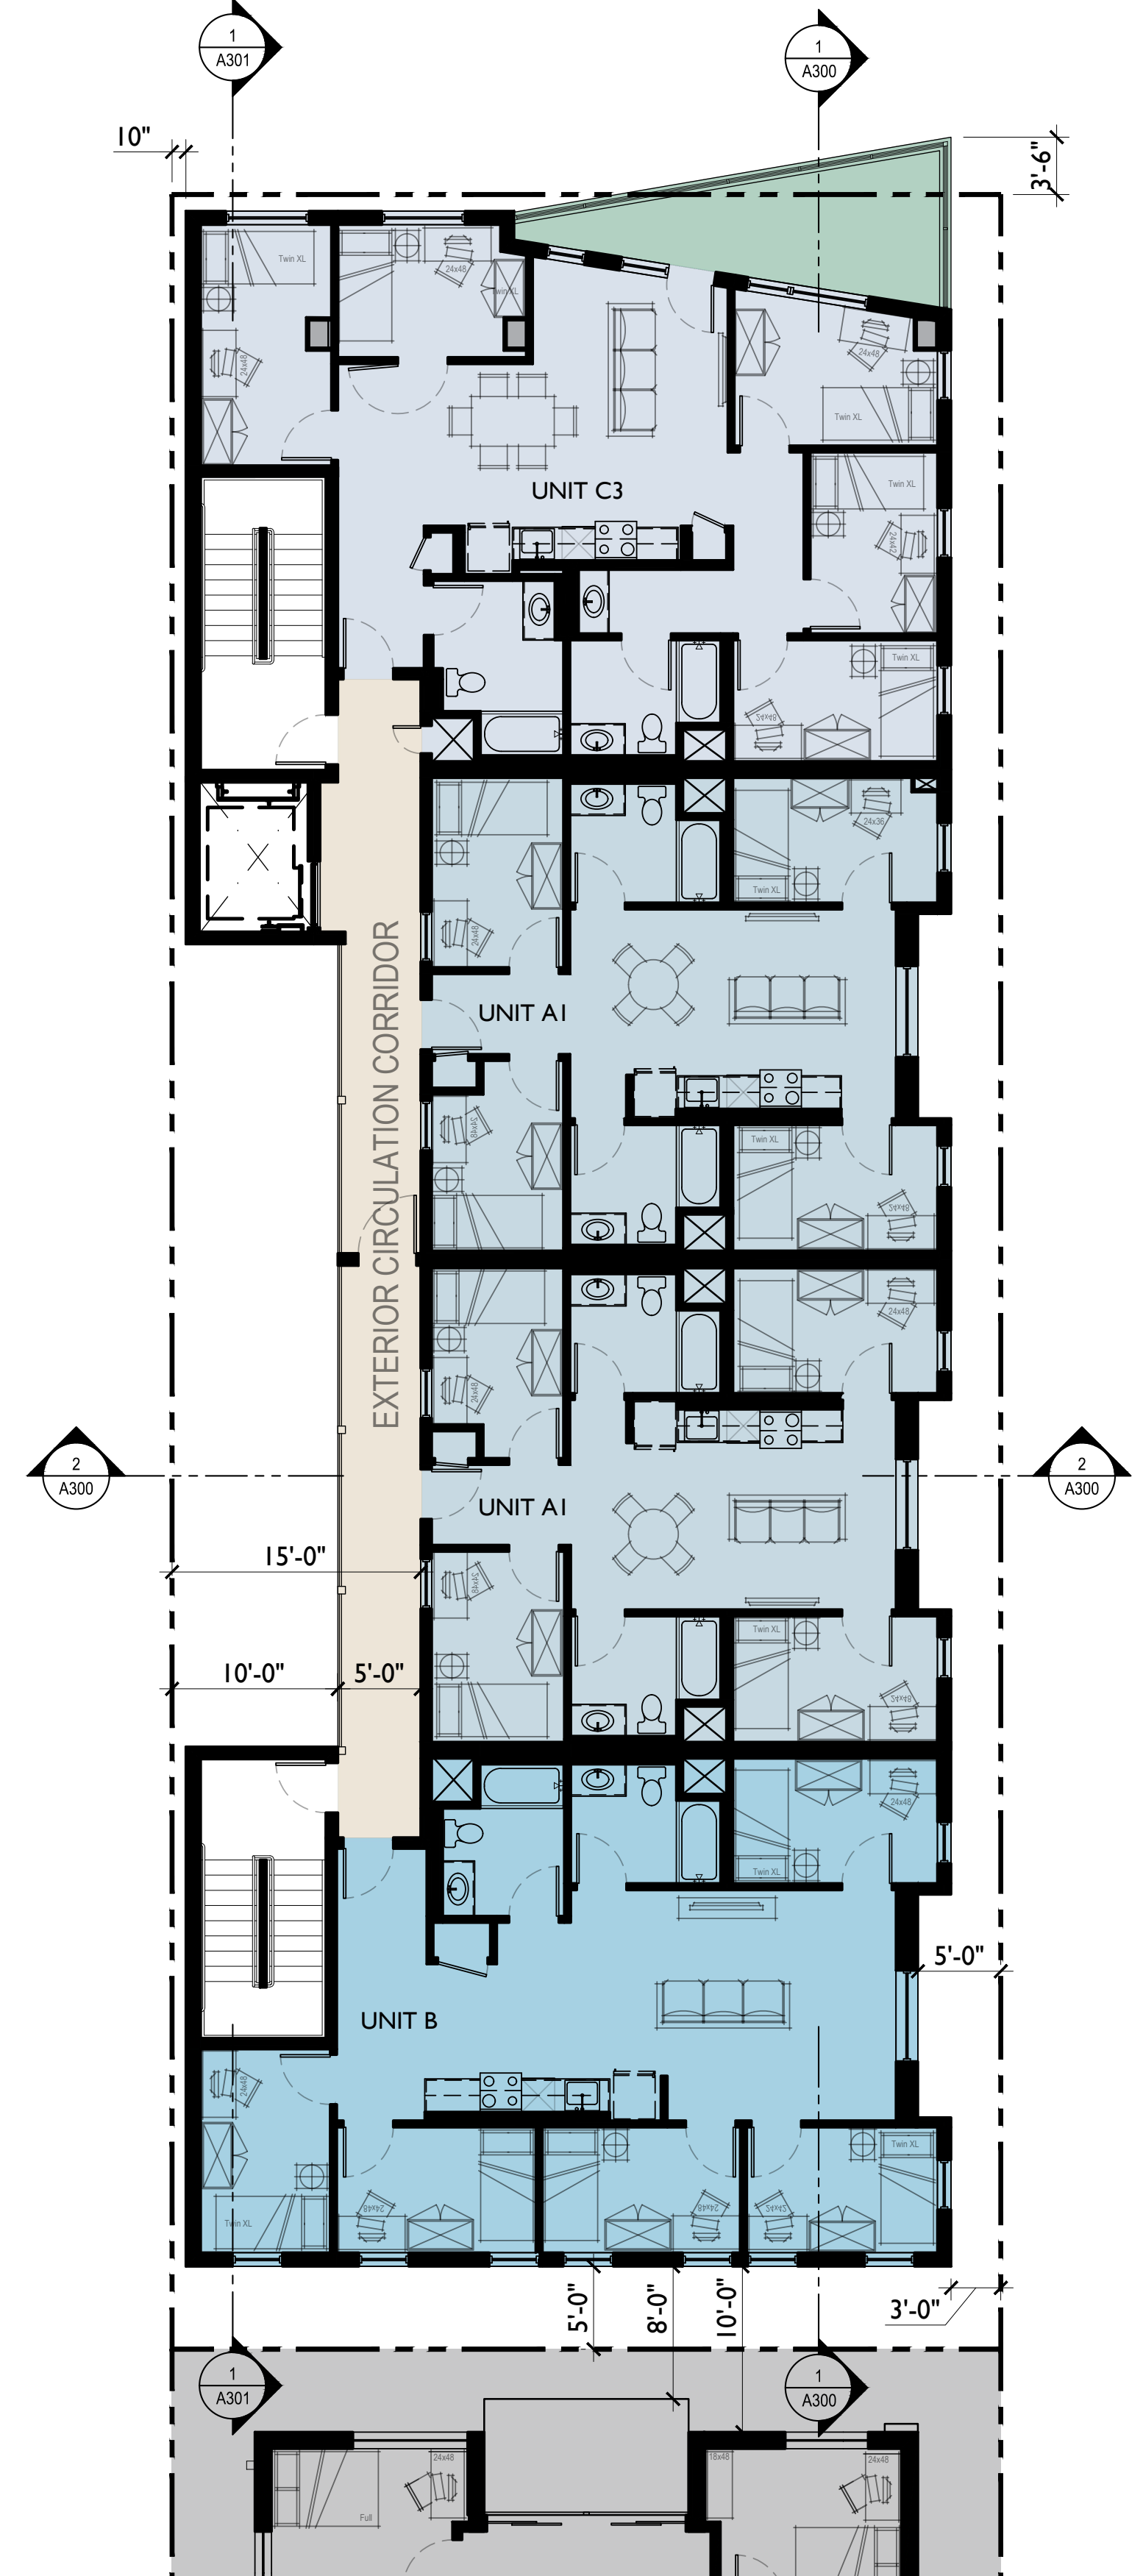 1
A301
1
A300
10"
3'-6"
Twin XL
24x48
Twin XL
24x48
24x48
Twin XL
UNIT C3
Twin XL
24x42
Twin XL
24x48
24x36
Twin XL
24x48
EXTERIOR CIRCULATION CORRIDOR
UNIT A1
24x48
Twin XL
24x48
24x48
24x48
2
A300
2
A300
UNIT A1
15'-0"
24x48
Twin XL
10'-0"
5'-0"
24x48
24x48
Twin XL
5'-0"
UNIT B
24x48
Twin XL
Twin XL
24x48
24x48
24x42
5'-0"
8'-0"
10'-0"
3'-0"
1
A301
1
A300
24x48
18x48
24x48
Full